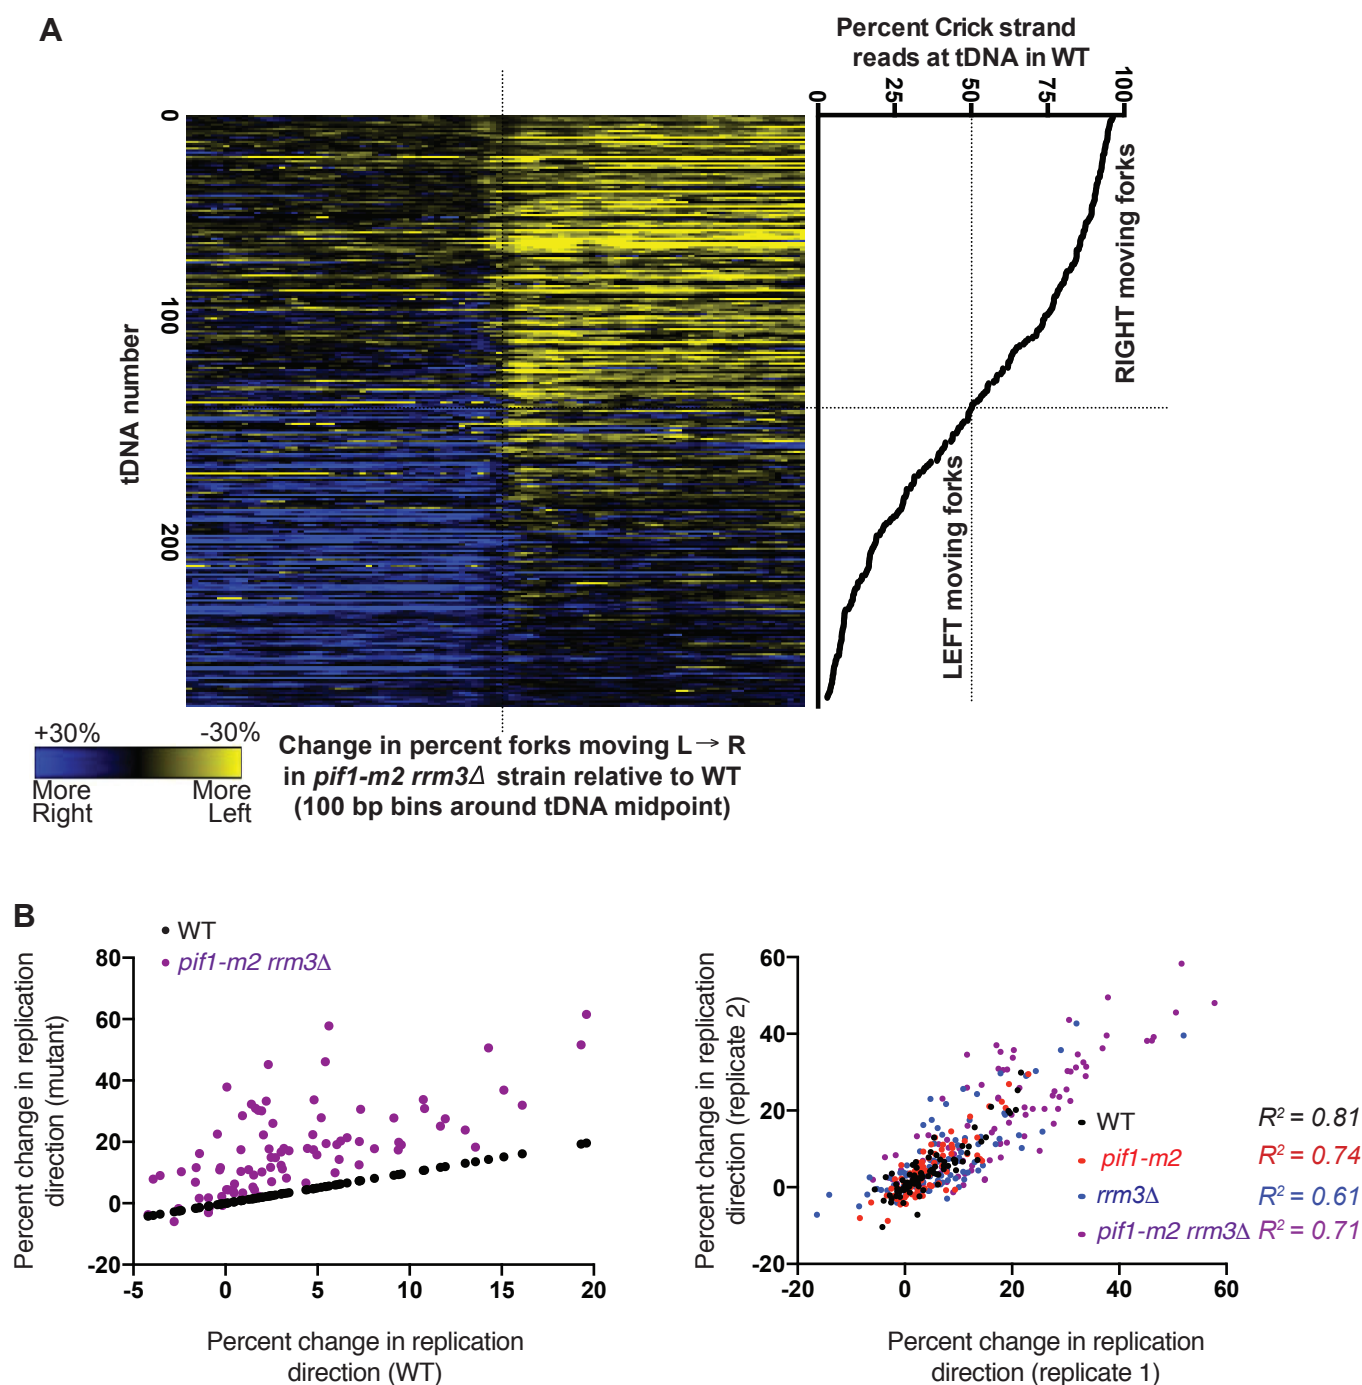 A
Percent Crick strand
reads at tDNA in WT
0 25 50 75 100
0
100
200
tDNA number
RIGHT moving forks
LEFT moving forks
+30% -30%
More Right
More Left
Change in percent forks moving L → R
in pif1-m2 rrm3Δ strain relative to WT
(100 bp bins around tDNA midpoint)
B
WT
pif1-m2 rrm3Δ
Percent change in replication
direction (mutant)
80
60
40
20
0
-20
-5 0 5 10 15 20
Percent change in replication
direction (WT)
Percent change in replication
direction (replicate 2)
60
40
20
0
-20
-20 0 20 40 60
WT R² = 0.81
pif1-m2 R² = 0.74
rrm3Δ R² = 0.61
pif1-m2 rrm3Δ R² = 0.71
Percent change in replication
direction (replicate 1)